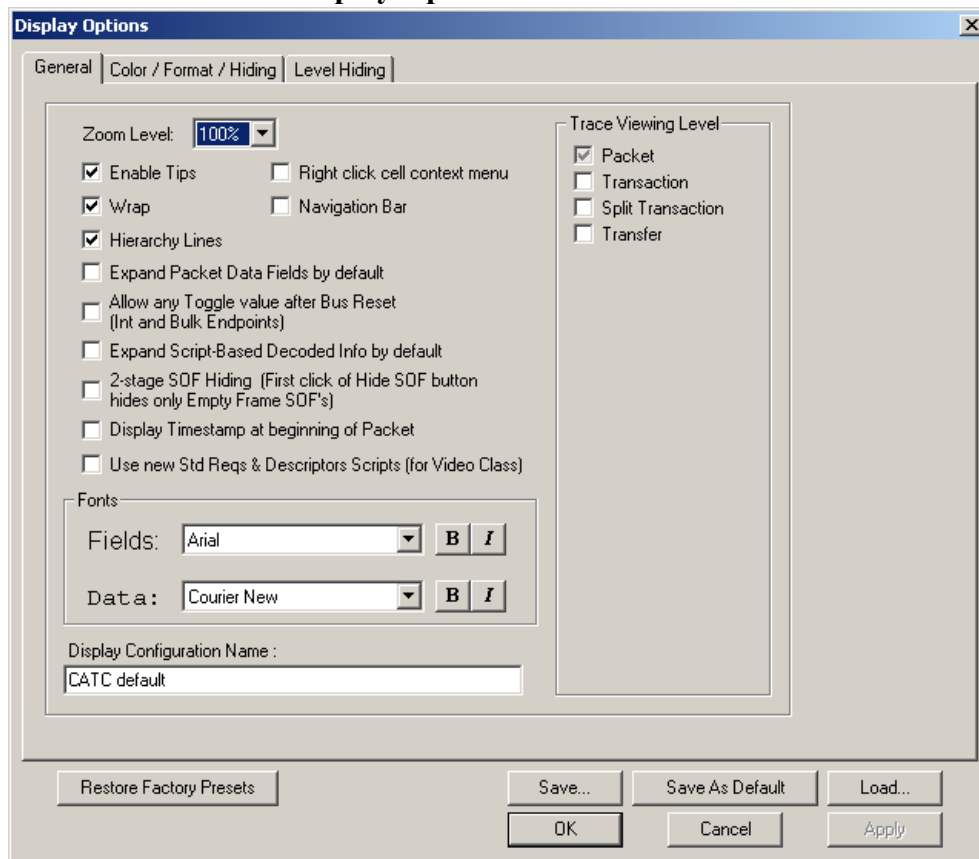 Display Options
General
Color / Format / Hiding
Level Hiding
Zoom Level:
100%
Enable Tips
Right click cell context menu
Wrap
Navigation Bar
Hierarchy Lines
Expand Packet Data Fields by default
Allow any Toggle value after Bus Reset
(Int and Bulk Endpoints)
Expand Script-Based Decoded Info by default
2-stage SOF Hiding (First click of Hide SOF button
hides only Empty Frame SOF's)
Display Timestamp at beginning of Packet
Use new Std Reqs & Descriptors Scripts (for Video Class)
Fonts
Fields:
Arial
B
I
Data:
Courier New
B
I
Display Configuration Name :
CATC default
Trace Viewing Level
Packet
Transaction
Split Transaction
Transfer
Restore Factory Presets
Save...
Save As Default
Load...
OK
Cancel
Apply